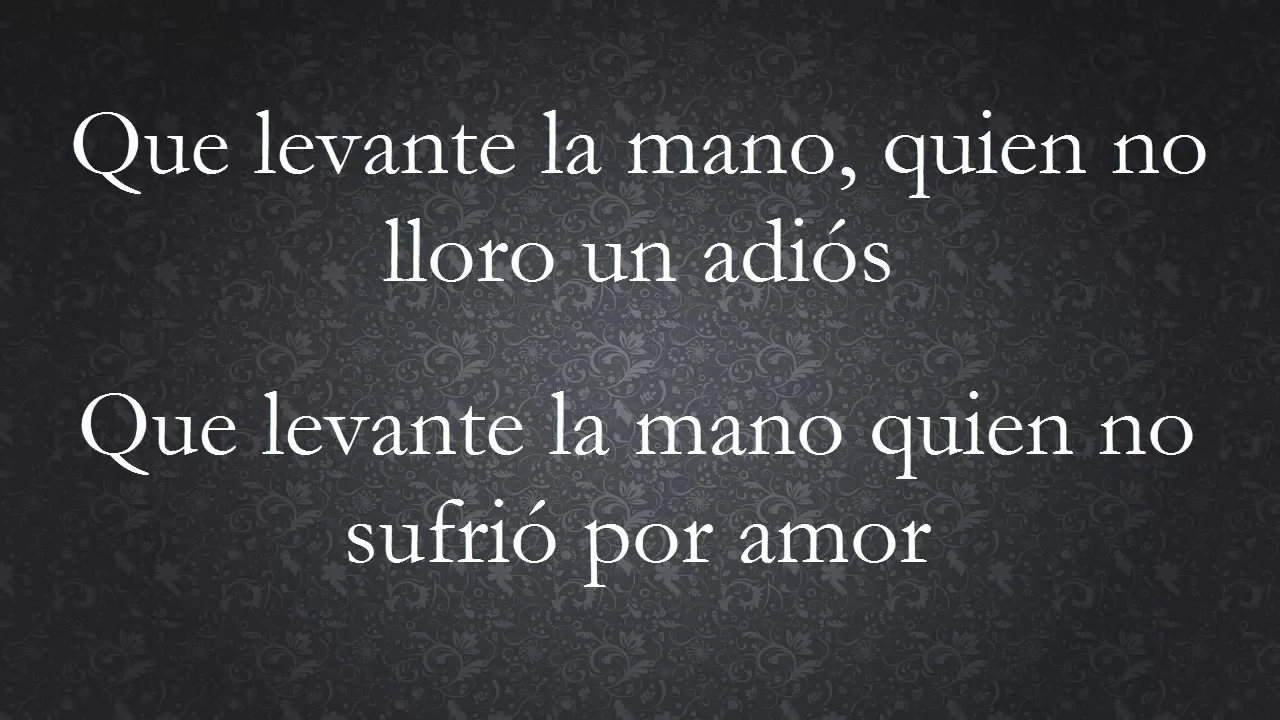 Que levante la mano, quien no
lloro un adiós
Que levante la mano quien no
sufrió por amor